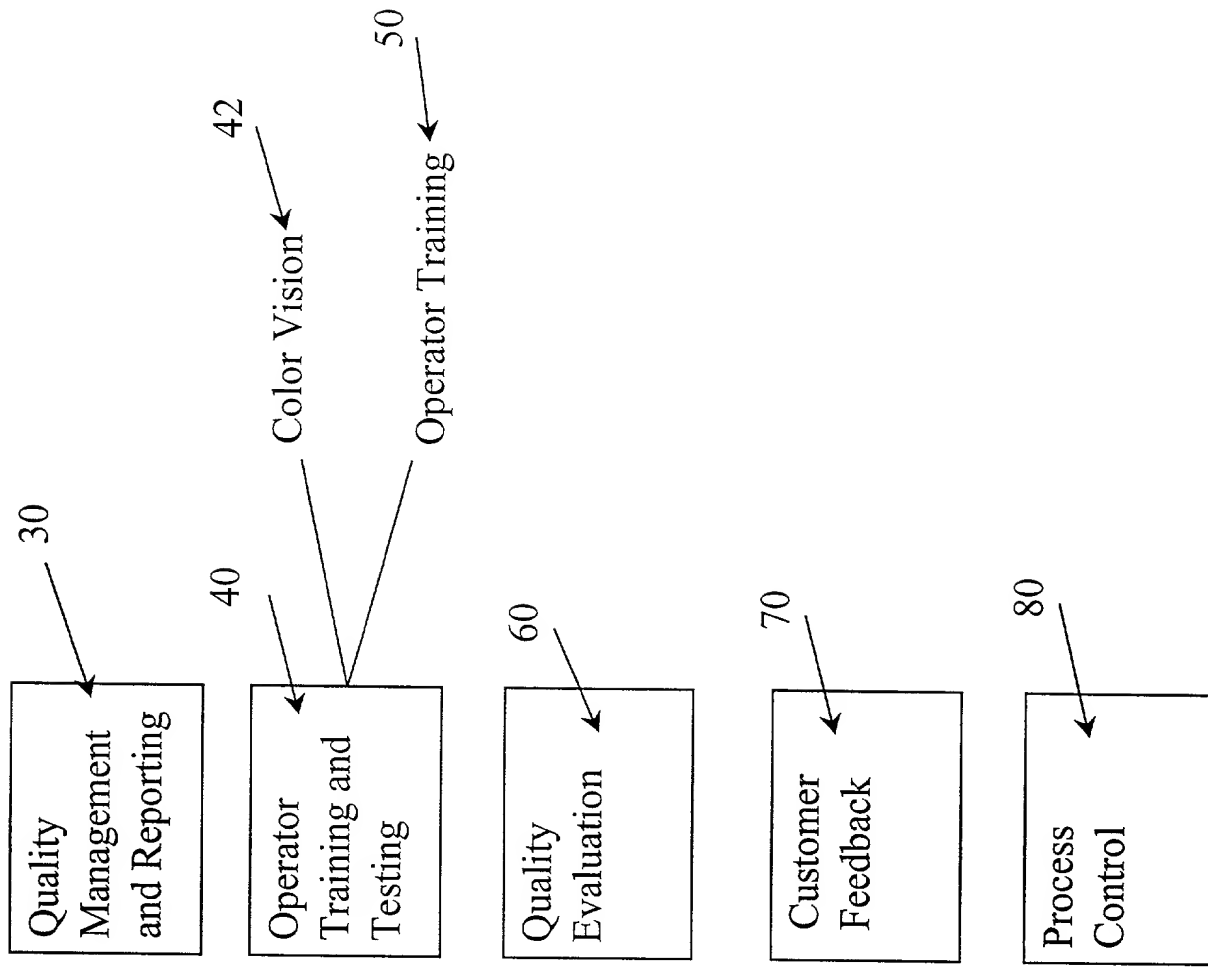 Quality
Management
and Reporting
30
Operator
Training and
Testing
40
Color Vision
42
Operator Training
50
Quality
Evaluation
60
Customer
Feedback
70
Process
Control
80